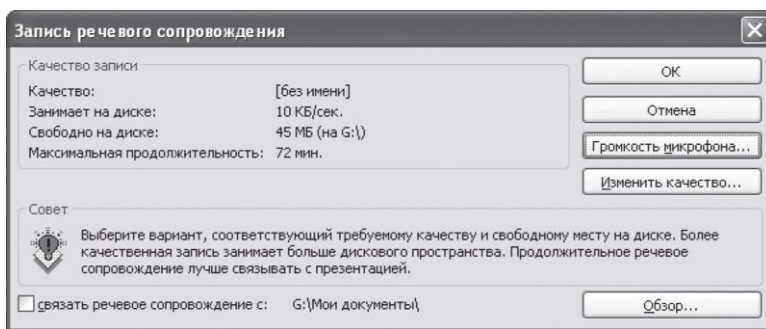 Запись речевого сопровождения
Качество записи
Качество: [без имени]
Занимает на диске: 10 КБ/сек.
Свободно на диске: 45 МБ (на G:\)
Максимальная продолжительность: 72 мин.
ОК
Отмена
Громкость микрофона...
Изменить качество...
Совет
Выберите вариант, соответствующий требуемому качеству и свободному месту на диске. Более
качественная запись занимает больше дискового пространства. Продолжительное речевое
сопровождение лучше связывать с презентацией.
связать речевое сопровождение с: G:\Мои документы\
Обзор...